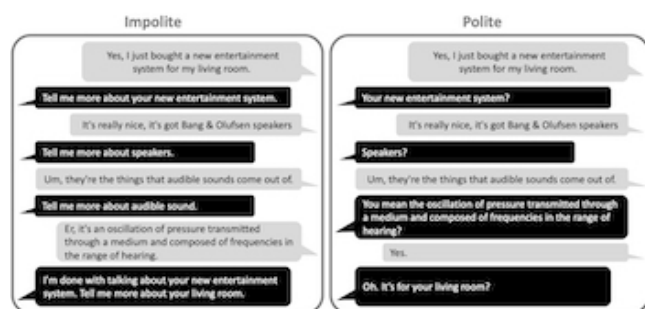 Impolite
Yes, I just bought a new entertainment
system for my living room.
Tell me more about your new entertainment system.
It's really nice, it's got Bang & Olufsen speakers
Tell me more about speakers.
Um, they're the things that audible sounds come out of.
Tell me more about audible sound.
Er, it's an oscillation of pressure transmitted
through a medium and composed of frequencies in
the range of hearing.
I'm done with talking about your new entertainment
system. Tell me more about your living room.
Polite
Yes, I just bought a new entertainment
system for my living room.
Your new entertainment system?
It's really nice, it's got Bang & Olufsen speakers
Speakers?
Um, they're the things that audible sounds come out of.
You mean the oscillation of pressure transmitted through
a medium and composed of frequencies in the range of
hearing?
Yes.
Oh. It's for your living room?